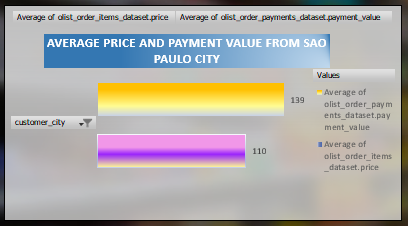 Average of olist_order_items_dataset.price
Average of olist_order_payments_dataset.payment_value
AVERAGE PRICE AND PAYMENT VALUE FROM SAO
PAULO CITY
Values
139
Average of
olist_order_paym
ents_dataset.pay
ment_value
customer_city
110
Average of
olist_order_items
_dataset.price